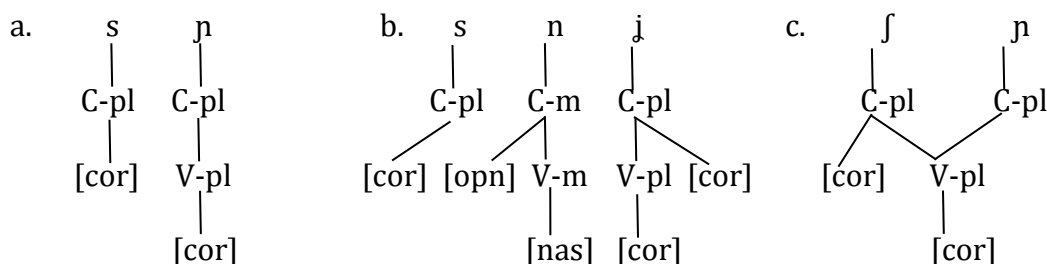 a. s ɲ b. s n ʝ c. ʃ ɲ
C-pl C-pl C-pl C-m C-pl C-pl C-pl
[cor] V-pl [cor] [opn] V-m V-pl [cor] [cor] V-pl
[cor] [nas] [cor] [cor]